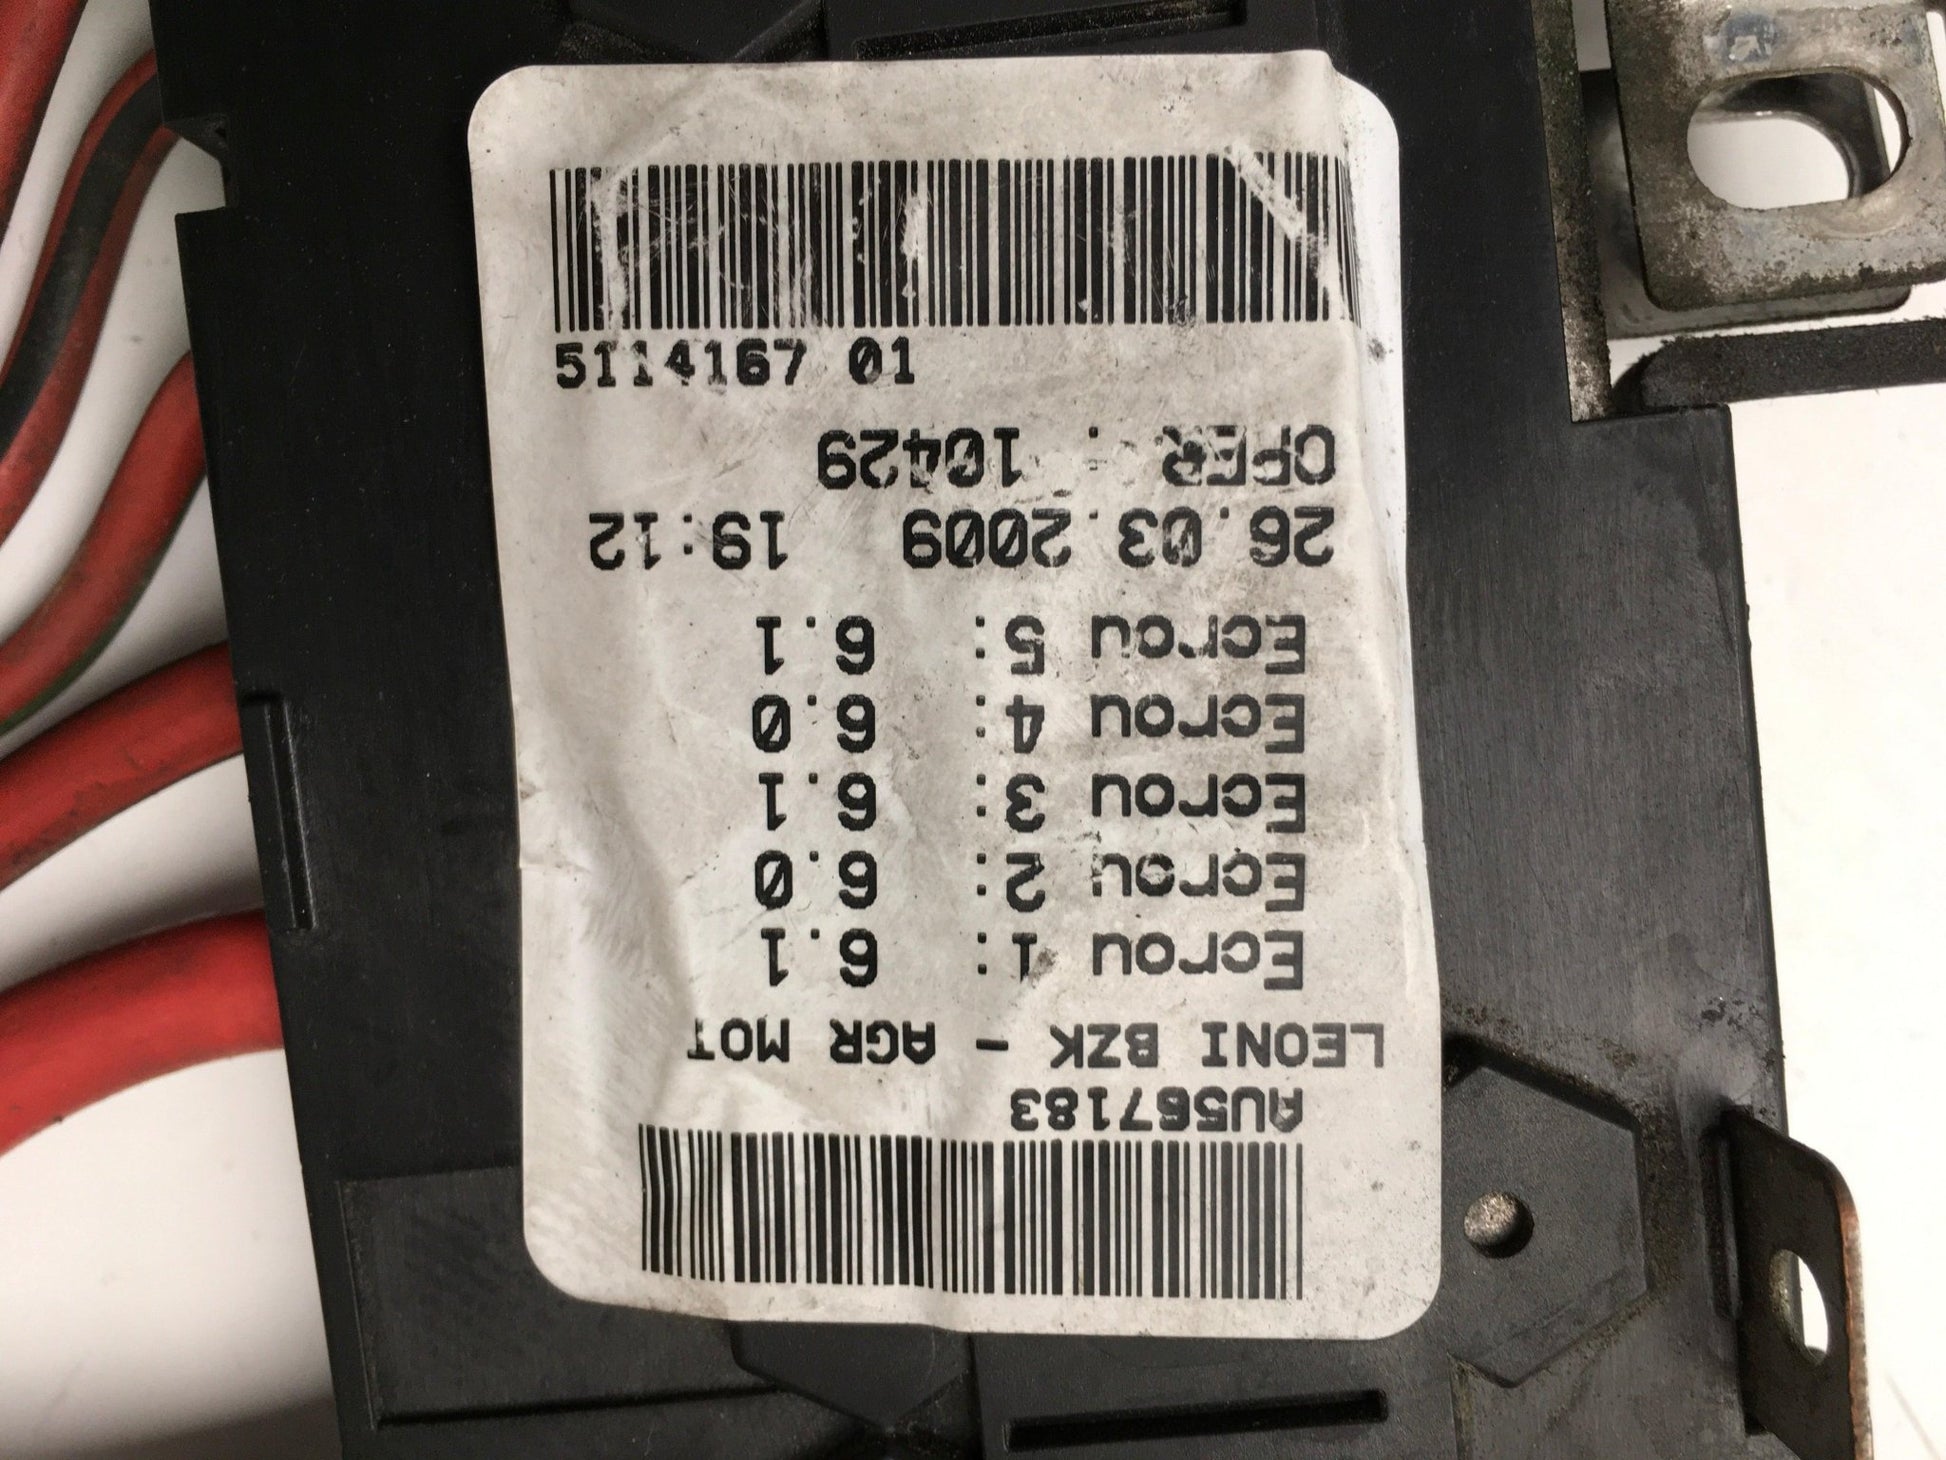 5114167 01
AU567183
LEONI BZK - AGR MOT
Ecrou 1: 6.1
Ecrou 2: 6.0
Ecrou 3: 6.1
Ecrou 4: 6.0
Ecrou 5: 6.1
26.03.2009 19:12
OPER : 10429